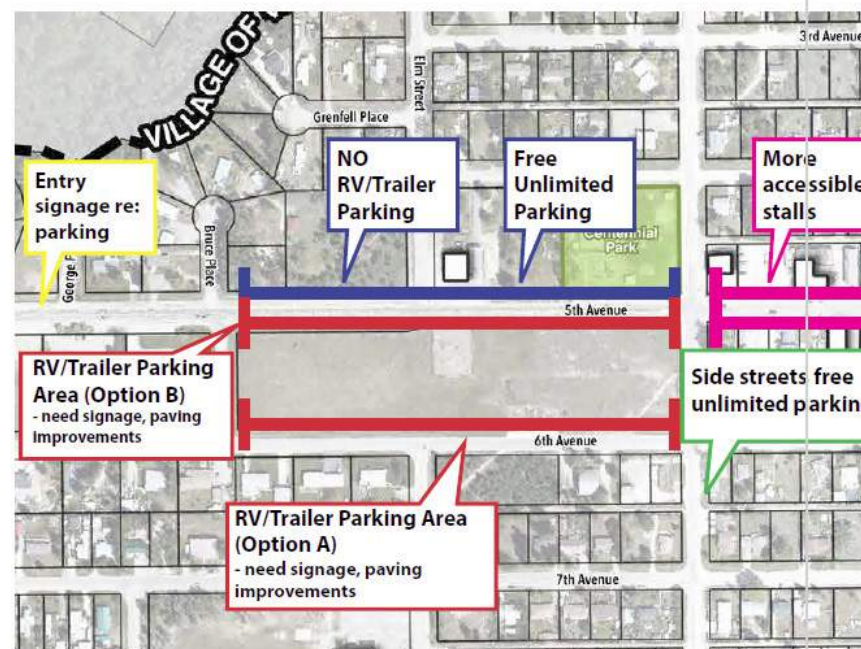 3rd Avenue
VILLAGE OF
Elm Street
Grenfell Place
NO
RV/Trailer
Parking
Free
Unlimited
Parking
More
accessible
stalls
Entry
signage re:
parking
Bruce Place
George
Centennial
Park
5th Avenue
RV/Trailer Parking
Area (Option B)
- need signage, paving
improvements
Side streets free
unlimited parkin
6th Avenue
RV/Trailer Parking Area
(Option A)
- need signage, paving
improvements
7th Avenue